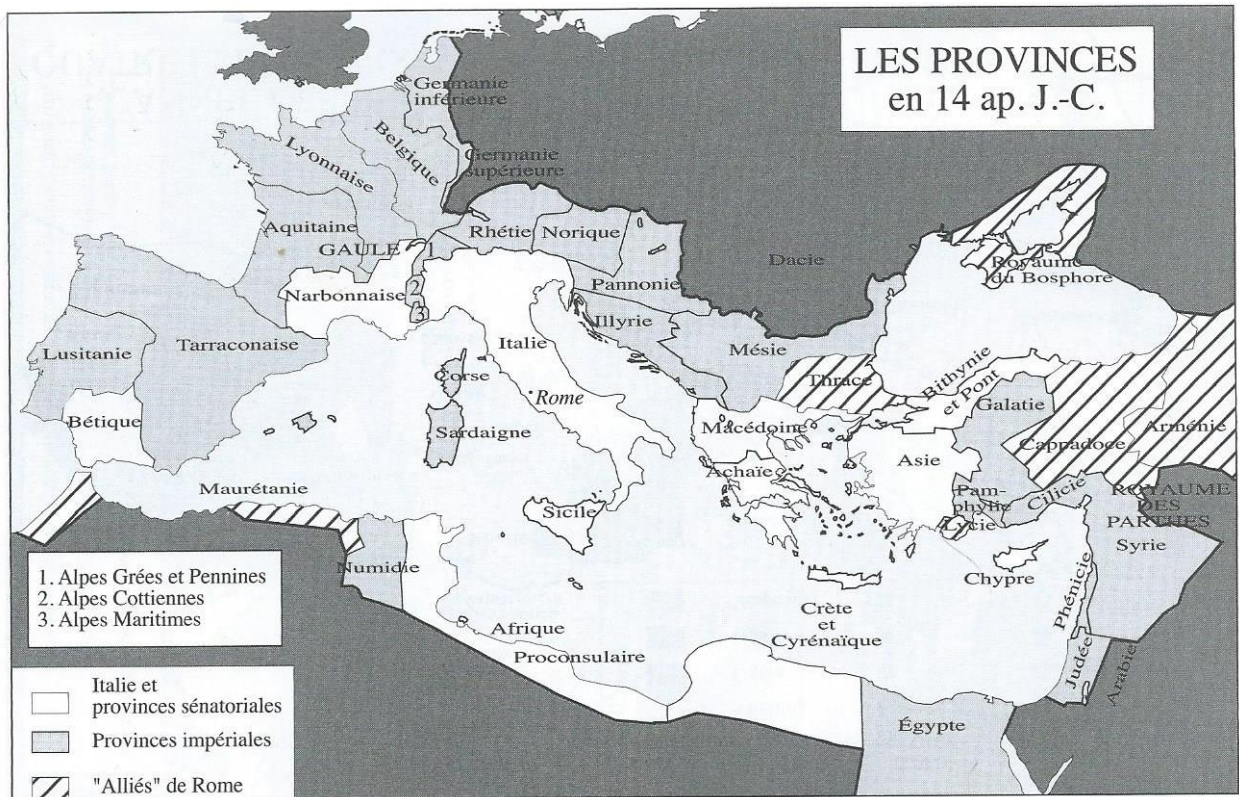 LES PROVINCES
en 14 ap. J.-C.
Germanie
inférieure
Belgique
Germanie
supérieure
Lyonnaise
Aquitaine
GAULE
1
Rhétie
Norique
Dacie
Royaume
du Bosphore
Narbonnaise
2
3
Pannonie
Illyrie
Italie
Mésie
Lusitanie
Tarraconaise
Corse
Rome
Thrace
Bithynie
et Pont
Galatie
Bétique
Sardaigne
Macédoine
Cappadoce
Arménie
Asie
Achaïe
Maurétanie
Sicile
Pam-
phylie
Cilicie
Lycie
ROYAUME
DES
PARTHES
Syrie
Numidie
Chypre
Phénicie
Crète
et
Cyrénaïque
Afrique
Proconsulaire
Judée
Arabie
Égypte
1. Alpes Grées et Pennines
2. Alpes Cottiennes
3. Alpes Maritimes
Italie et
provinces sénatoriales
Provinces impériales
"Alliés" de Rome